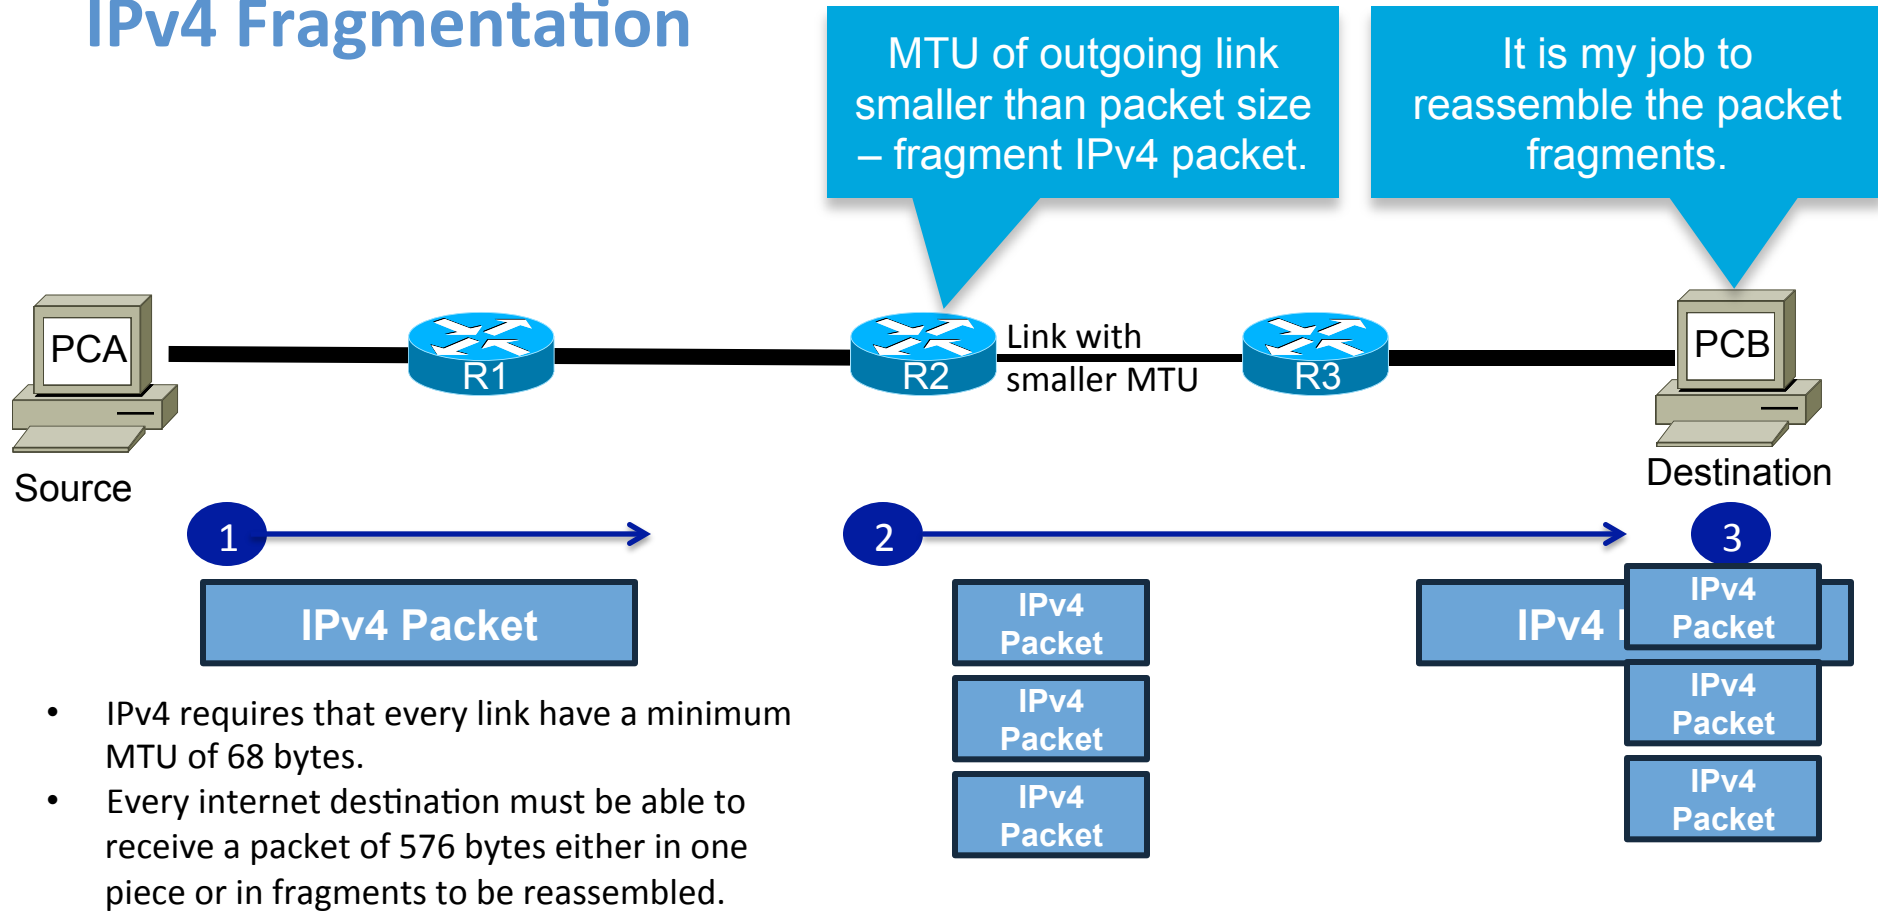 IPv4 Fragmentation
MTU of outgoing link
smaller than packet size
– fragment IPv4 packet.
It is my job to
reassemble the packet
fragments.
PCA
R1
R2
Link with
smaller MTU
R3
PCB
Source
Destination
1
2
3
IPv4 Packet
IPv4
Packet
IPv4
Packet
IPv4
Packet
IPv4
IPv4
Packet
IPv4
Packet
IPv4
Packet
• IPv4 requires that every link have a minimum
MTU of 68 bytes.
• Every internet destination must be able to
receive a packet of 576 bytes either in one
piece or in fragments to be reassembled.